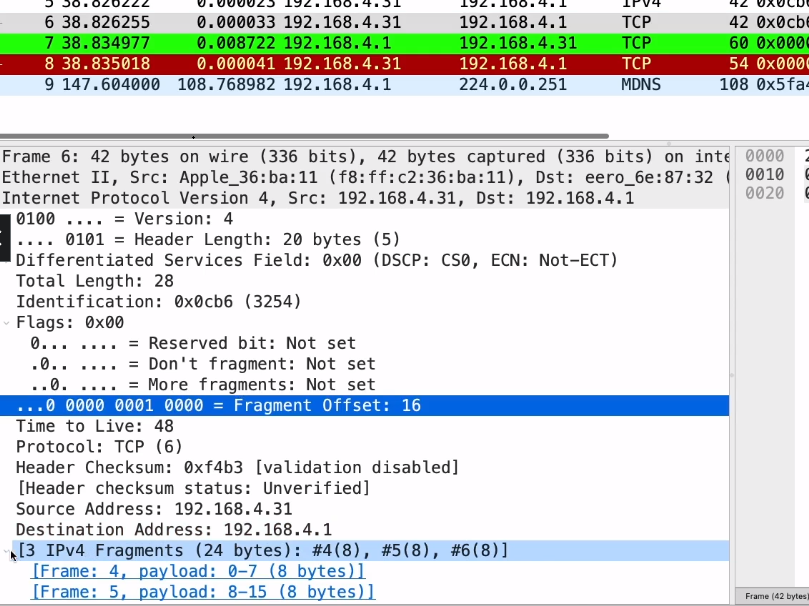 5 38.826222 0.000023 192.168.4.31 192.168.4.1 IPv4 42 0x0cb
6 38.826255 0.000033 192.168.4.31 192.168.4.1 TCP 42 0x0cb6
7 38.834977 0.008722 192.168.4.1 192.168.4.31 TCP 60 0x0000
8 38.835018 0.000041 192.168.4.31 192.168.4.1 TCP 54 0x0000
9 147.604000 108.768982 192.168.4.1 224.0.0.251 MDNS 108 0x5fa4
Frame 6: 42 bytes on wire (336 bits), 42 bytes captured (336 bits) on inte
Ethernet II, Src: Apple_36:ba:11 (f8:ff:c2:36:ba:11), Dst: eero_6e:87:32 (
Internet Protocol Version 4, Src: 192.168.4.31, Dst: 192.168.4.1
0100 .... = Version: 4
.... 0101 = Header Length: 20 bytes (5)
Differentiated Services Field: 0x00 (DSCP: CS0, ECN: Not-ECT)
Total Length: 28
Identification: 0x0cb6 (3254)
Flags: 0x00
0... .... = Reserved bit: Not set
.0.. .... = Don't fragment: Not set
..0. .... = More fragments: Not set
...0 0000 0001 0000 = Fragment Offset: 16
Time to Live: 48
Protocol: TCP (6)
Header Checksum: 0xf4b3 [validation disabled]
[Header checksum status: Unverified]
Source Address: 192.168.4.31
Destination Address: 192.168.4.1
[3 IPv4 Fragments (24 bytes): #4(8), #5(8), #6(8)]
[Frame: 4, payload: 0-7 (8 bytes)]
[Frame: 5, payload: 8-15 (8 bytes)]
0000
0010
0020
Frame (42 bytes)